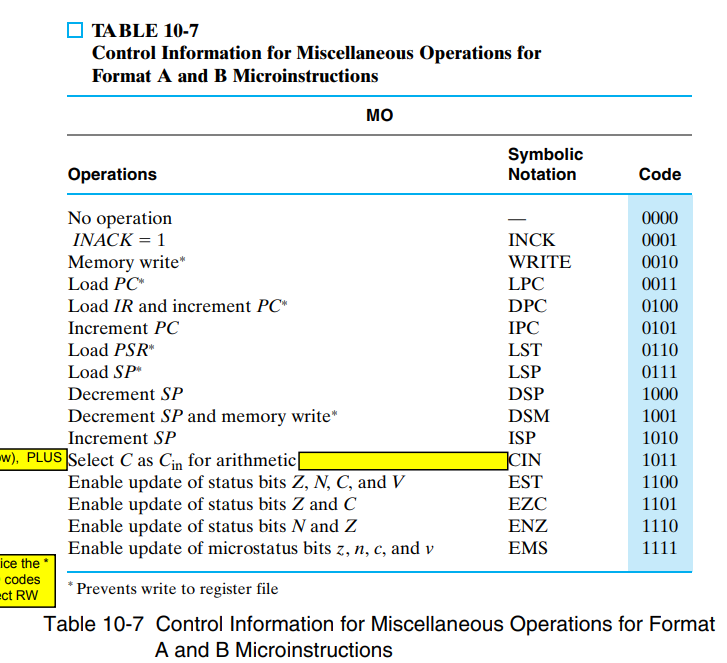 TABLE 10-7
Control Information for Miscellaneous Operations for
Format A and B Microinstructions
MO
Operations Symbolic Notation Code
No operation — 0000
INACK = 1 INCK 0001
Memory write* WRITE 0010
Load PC* LPC 0011
Load IR and increment PC* DPC 0100
Increment PC IPC 0101
Load PSR* LST 0110
Load SP* LSP 0111
Decrement SP DSP 1000
Decrement SP and memory write* DSM 1001
Increment SP ISP 1010
w), PLUS Select C as Cin for arithmetic CIN 1011
Enable update of status bits Z, N, C, and V EST 1100
Enable update of status bits Z and C EZC 1101
Enable update of status bits N and Z ENZ 1110
Enable update of microstatus bits z, n, c, and v EMS 1111
ice the *
codes
ect RW
* Prevents write to register file
Table 10-7 Control Information for Miscellaneous Operations for Format
A and B Microinstructions